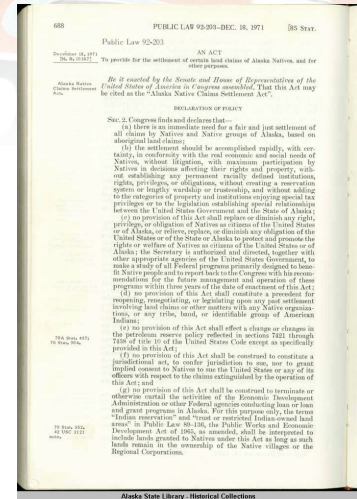 688
PUBLIC LAW 92-203—DEC. 18, 1971
[85 STAT.
Public Law 92-203
December 18, 1971
[H. R. 10367]
AN ACT
To provide for the settlement of certain land claims of Alaska Natives, and for
other purposes.
Alaska Native
Claims Settlement
Act.
Be it enacted by the Senate and House of Representatives of the
United States of America in Congress assembled, That this Act may
be cited as the "Alaska Native Claims Settlement Act".
DECLARATION OF POLICY
SEC. 2. Congress finds and declares that—
(a) there is an immediate need for a fair and just settlement of
all claims by Natives and Native groups of Alaska, based on
aboriginal land claims;
(b) the settlement should be accomplished rapidly, with cer-
tainty, in conformity with the real economic and social needs of
Natives, without litigation, with maximum participation by
Natives in decisions affecting their rights and property, with-
out establishing any permanent racially defined institutions,
rights, privileges, or obligations, without creating a reservation
system or lengthy wardship or trusteeship, and without adding
to the categories of property and institutions enjoying special tax
privileges or to the legislation establishing special relationships
between the United States Government and the State of Alaska;
(c) no provision of this Act shall replace or diminish any right,
privilege, or obligation of Natives as citizens of the United States
or of Alaska, or relieve, replace, or diminish any obligation of the
United States or of the State of Alaska to protect and promote the
rights or welfare of Natives as citizens of the United States or of
Alaska; the Secretary is authorized and directed, together with
other appropriate agencies of the United States Government, to
make a study of all Federal programs primarily designed to bene-
fit Native people and to report back to the Congress with his recom-
mendations for the future management and operation of these
programs within three years of the date of enactment of this Act;
(d) no provision of this Act shall constitute a precedent for
reopening, renegotiating, or legislating upon any past settlement
involving land claims or other matters with any Native organiza-
tions, or any tribe, band, or identifiable group of American
Indians;
(e) no provision of this Act shall effect a change or changes in
the petroleum reserve policy reflected in sections 7421 through
7438 of title 10 of the United States Code except as specifically
provided in this Act;
70A Stat. 457;
76 Stat. 904.
(f) no provision of this Act shall be construed to constitute a
jurisdictional act, to confer jurisdiction to sue, nor to grant
implied consent to Natives to sue the United States or any of its
officers with respect to the claims extinguished by the operation of
this Act; and
(g) no provision of this Act shall be construed to terminate or
otherwise curtail the activities of the Economic Development
Administration or other Federal agencies conducting loan or loan
and grant programs in Alaska. For this purpose only, the terms
"Indian reservation" and "trust or restricted Indian-owned land
areas" in Public Law 89-136, the Public Works and Economic
Development Act of 1965, as amended, shall be interpreted to
include lands granted to Natives under this Act as long as such
lands remain in the ownership of the Native villages or the
Regional Corporations.
79 Stat. 552.
42 USC 3121
note.
Alaska State Library - Historical Collections